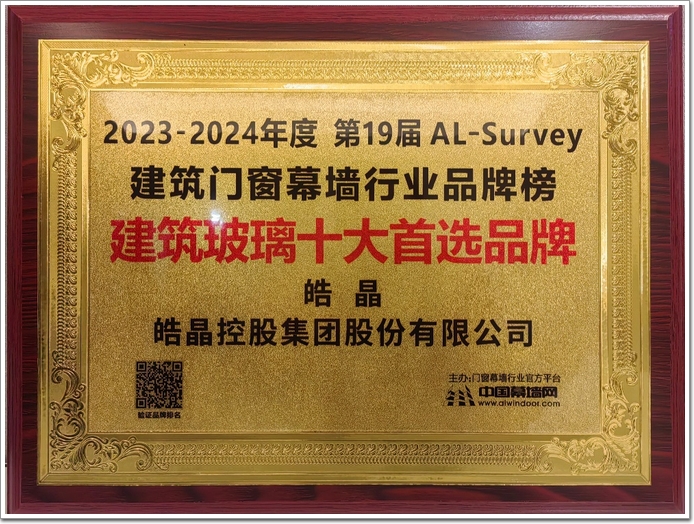 2023-2024年度 第19届 AL-Survey
建筑门窗幕墙行业品牌榜
建筑玻璃十大首选品牌
皓 晶
皓晶控股集团股份有限公司
验证品牌排名
主办:门窗幕墙行业官方平台
中国幕墙网
www.alwindoor.com